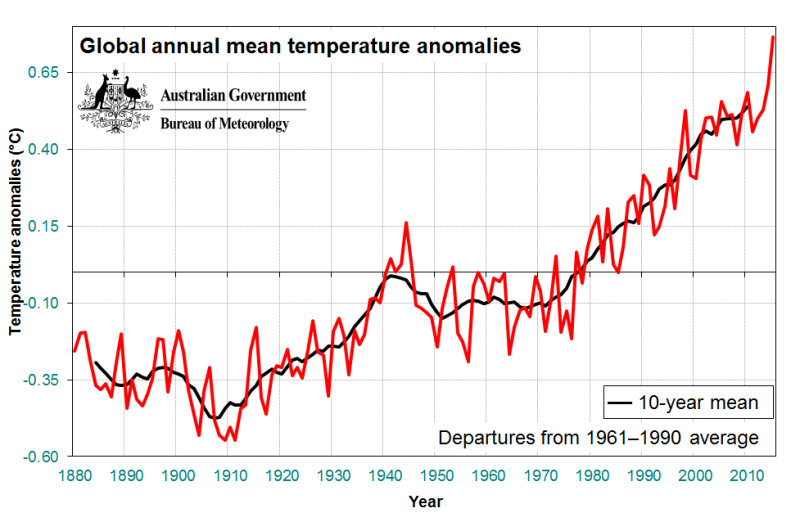 Global annual mean temperature anomalies
Australian Government
Bureau of Meteorology
Temperature anomalies (°C)
0.65
0.40
0.15
-0.10
-0.35
-0.60
10-year mean
Departures from 1961–1990 average
1880 1890 1900 1910 1920 1930 1940 1950 1960 1970 1980 1990 2000 2010
Year